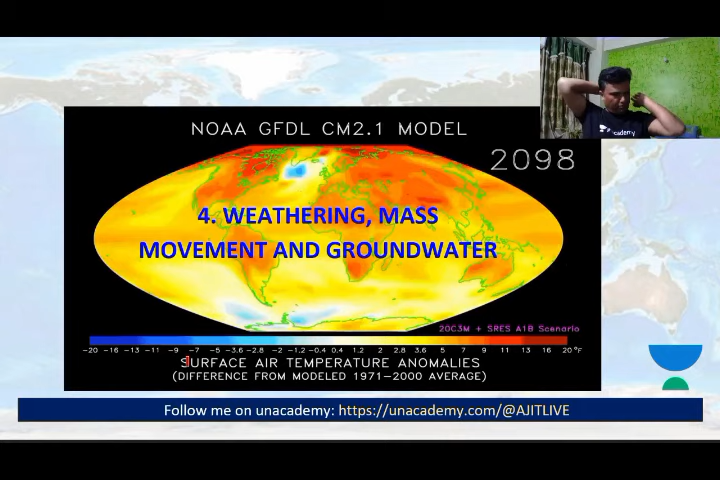 NOAA GFDL CM2.1 MODEL
2098
4. WEATHERING, MASS
MOVEMENT AND GROUNDWATER
20C3M + SRES A1B Scenario
-20 -16 -13 -11 -9 -7 -5 -3.6 -2.8 -2 -1.2 -0.4 0.4 1.2 2 2.8 3.6 5 7 9 11 13 16 20°F
SURFACE AIR TEMPERATURE ANOMALIES
(DIFFERENCE FROM MODELED 1971-2000 AVERAGE)
Follow me on unacademy: https://unacademy.com/@AJITLIVE